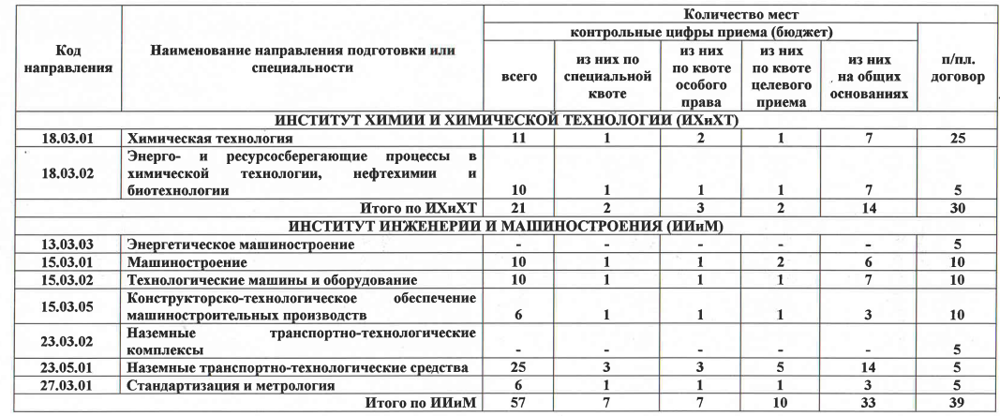 Код направления | Наименование направления подготовки или специальности | Количество мест
контрольные цифры приема (бюджет) | п/пл. договор
всего | из них по специальной квоте | из них по квоте особого права | из них по квоте целевого приема | из них на общих основаниях
ИНСТИТУТ ХИМИИ И ХИМИЧЕСКОЙ ТЕХНОЛОГИИ (ИХиХТ)
18.03.01 | Химическая технология | 11 | 1 | 2 | 1 | 7 | 25
18.03.02 | Энерго- и ресурсосберегающие процессы в химической технологии, нефтехимии и биотехнологии | 10 | 1 | 1 | 1 | 7 | 5
Итого по ИХиХТ | 21 | 2 | 3 | 2 | 14 | 30
ИНСТИТУТ ИНЖЕНЕРИИ И МАШИНОСТРОЕНИЯ (ИИиМ)
13.03.03 | Энергетическое машиностроение | - | - | - | - | - | 5
15.03.01 | Машиностроение | 10 | 1 | 1 | 2 | 6 | 10
15.03.02 | Технологические машины и оборудование | 10 | 1 | 1 | 1 | 7 | 10
15.03.05 | Конструкторско-технологическое обеспечение машиностроительных производств | 6 | 1 | 1 | 1 | 3 | 10
23.03.02 | Наземные транспортно-технологические комплексы | - | - | - | - | - | 5
23.05.01 | Наземные транспортно-технологические средства | 25 | 3 | 3 | 5 | 14 | 5
27.03.01 | Стандартизация и метрология | 6 | 1 | 1 | 1 | 3 | 5
Итого по ИИиМ | 57 | 7 | 7 | 10 | 33 | 39